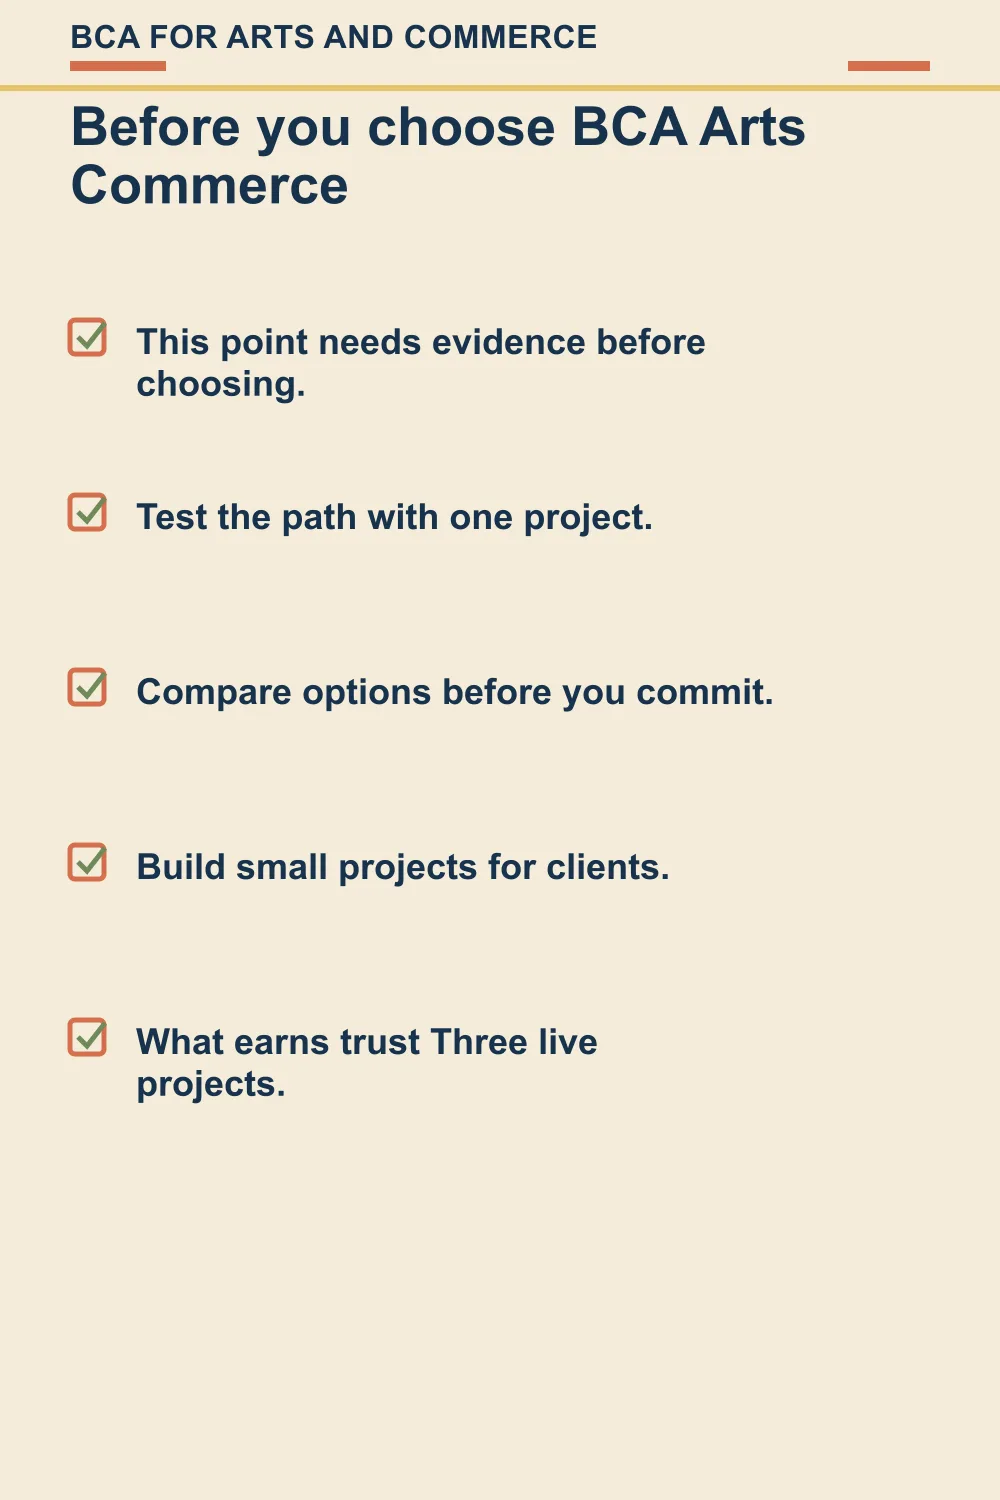 BCA FOR ARTS AND COMMERCE
Before you choose BCA Arts
Commerce
This point needs evidence before
choosing.
Test the path with one project.
Compare options before you commit.
Build small projects for clients.
What earns trust Three live
projects.